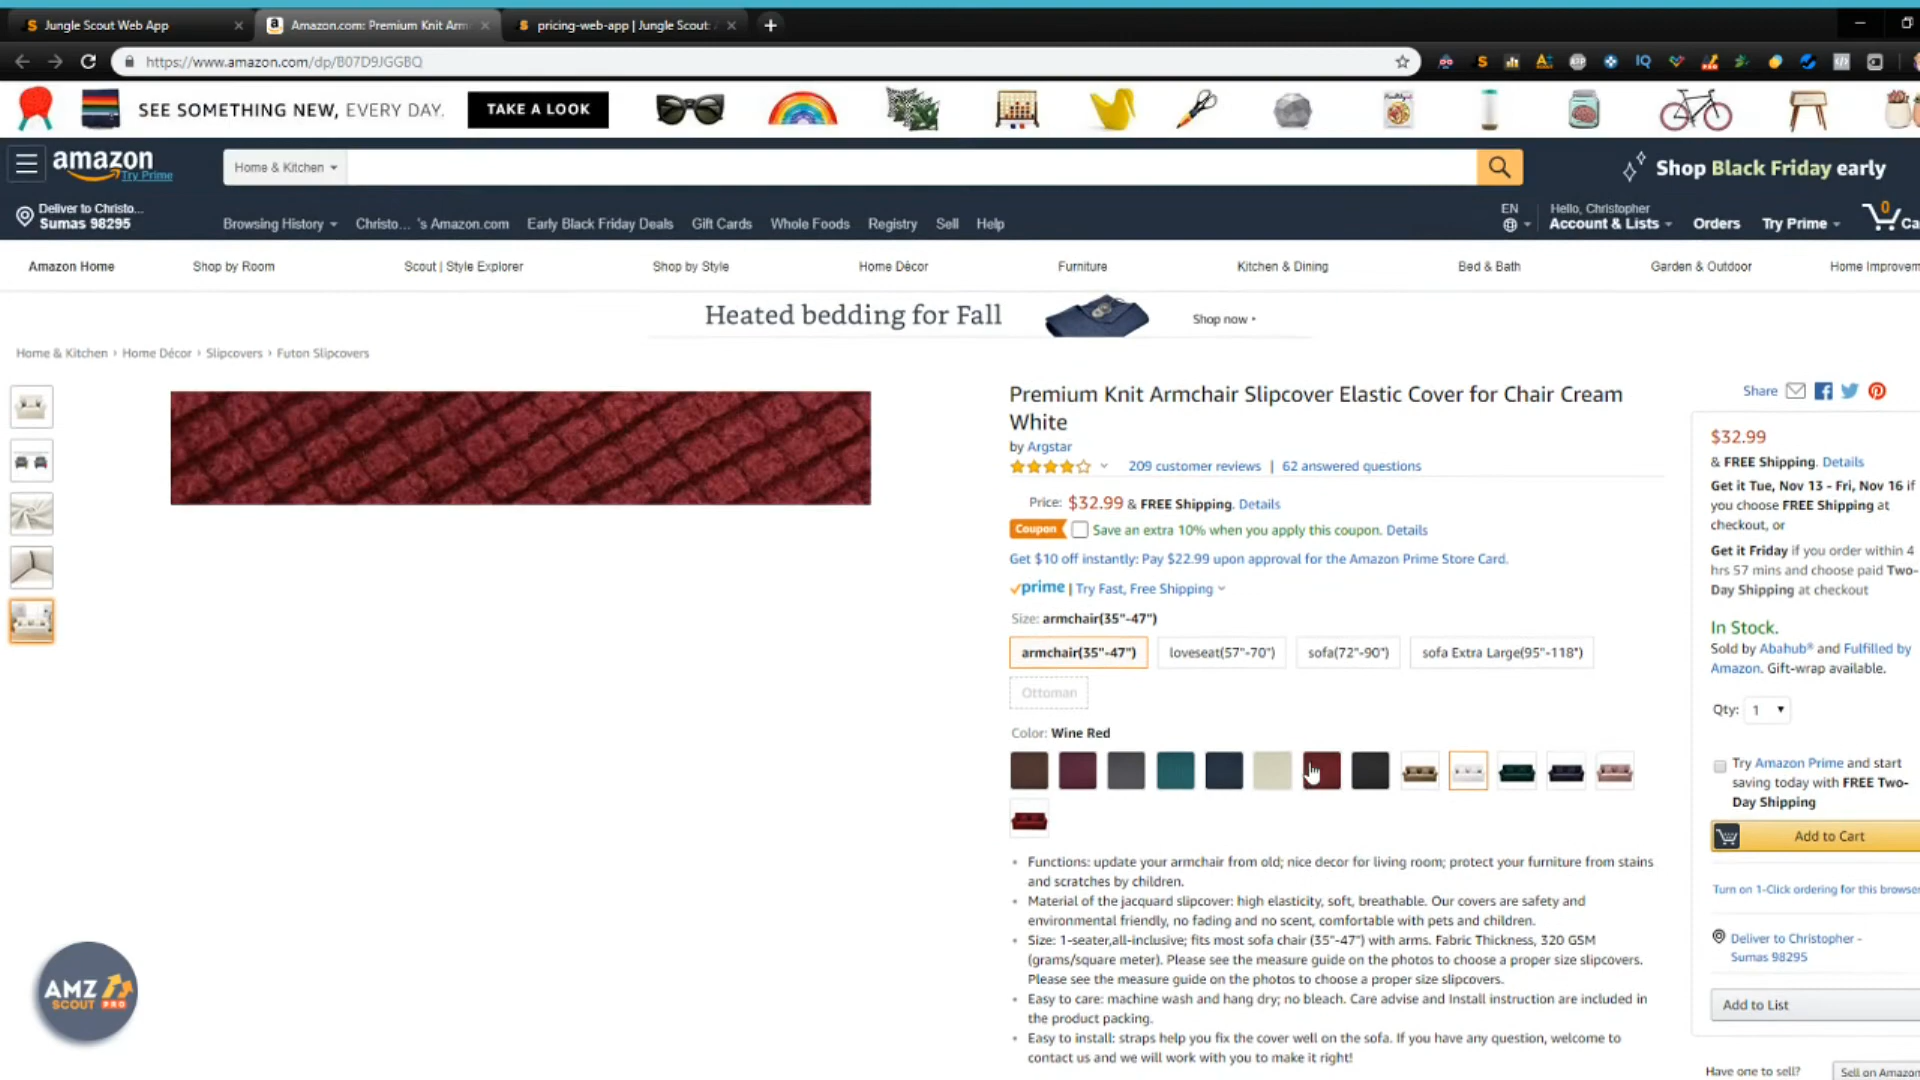 Jungle Scout Web App
Amazon.com: Premium Knit Arm
pricing-web-app | Jungle Scout:
https://www.amazon.com/dp/B07D9JGGBQ
SEE SOMETHING NEW, EVERY DAY.
TAKE A LOOK
amazon
Try Prime
Home & Kitchen
Shop Black Friday early
Deliver to Christo...
Sumas 98295
Browsing History
Christo... 's Amazon.com
Early Black Friday Deals
Gift Cards
Whole Foods
Registry
Sell
Help
EN
Hello, Christopher
Account & Lists
Orders
Try Prime
0
Ca
Amazon Home
Shop by Room
Scout | Style Explorer
Shop by Style
Home Décor
Furniture
Kitchen & Dining
Bed & Bath
Garden & Outdoor
Home Improvem
Heated bedding for Fall
Shop now
Home & Kitchen › Home Décor › Slipcovers › Futon Slipcovers
Premium Knit Armchair Slipcover Elastic Cover for Chair Cream
White
by Argstar
209 customer reviews | 62 answered questions
Price: $32.99 & FREE Shipping. Details
Coupon Save an extra 10% when you apply this coupon. Details
Get $10 off instantly: Pay $22.99 upon approval for the Amazon Prime Store Card.
prime | Try Fast, Free Shipping
Size: armchair(35"-47")
armchair(35"-47")
loveseat(57"-70")
sofa(72"-90")
sofa Extra Large(95"-118")
Ottoman
Color: Wine Red
• Functions: update your armchair from old; nice decor for living room; protect your furniture from stains
and scratches by children.
• Material of the jacquard slipcover: high elasticity, soft, breathable. Our covers are safety and
environmental friendly, no fading and no scent, comfortable with pets and children.
• Size: 1-seater,all-inclusive; fits most sofa chair (35"-47") with arms. Fabric Thickness, 320 GSM
(grams/square meter). Please see the measure guide on the photos to choose a proper size slipcovers.
Please see the measure guide on the photos to choose a proper size slipcovers.
• Easy to care: machine wash and hang dry; no bleach. Care advise and Install instruction are included in
the product packing.
• Easy to install: straps help you fix the cover well on the sofa. If you have any question, welcome to
contact us and we will work with you to make it right!
Share
$32.99
& FREE Shipping. Details
Get it Tue, Nov 13 - Fri, Nov 16 if
you choose FREE Shipping at
checkout, or
Get it Friday if you order within 4
hrs 57 mins and choose paid Two-
Day Shipping at checkout
In Stock.
Sold by Abahub® and Fulfilled by
Amazon. Gift-wrap available.
Qty: 1
Try Amazon Prime and start
saving today with FREE Two-
Day Shipping
Add to Cart
Turn on 1-Click ordering for this browser
Deliver to Christopher -
Sumas 98295
Add to List
Have one to sell?
Sell on Amazon
AMZ
SCOUT PRO